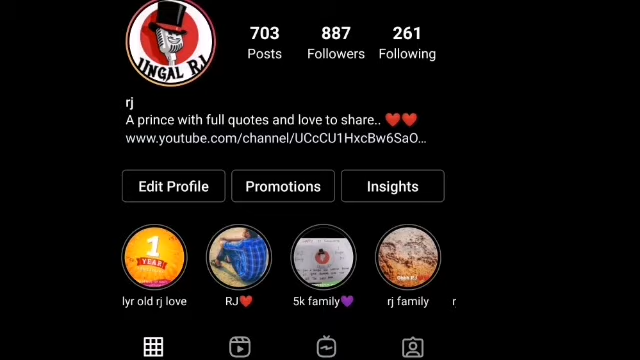 703 887 261
Posts Followers Following
UNGAL RJ
rj
A prince with full quotes and love to share.. ❤️❤️
www.youtube.com/channel/UCcCU1HxcBw6SaO...
Edit Profile Promotions Insights
1
YEAR
1yr old rj love RJ❤️ 5k family💜 rj family r